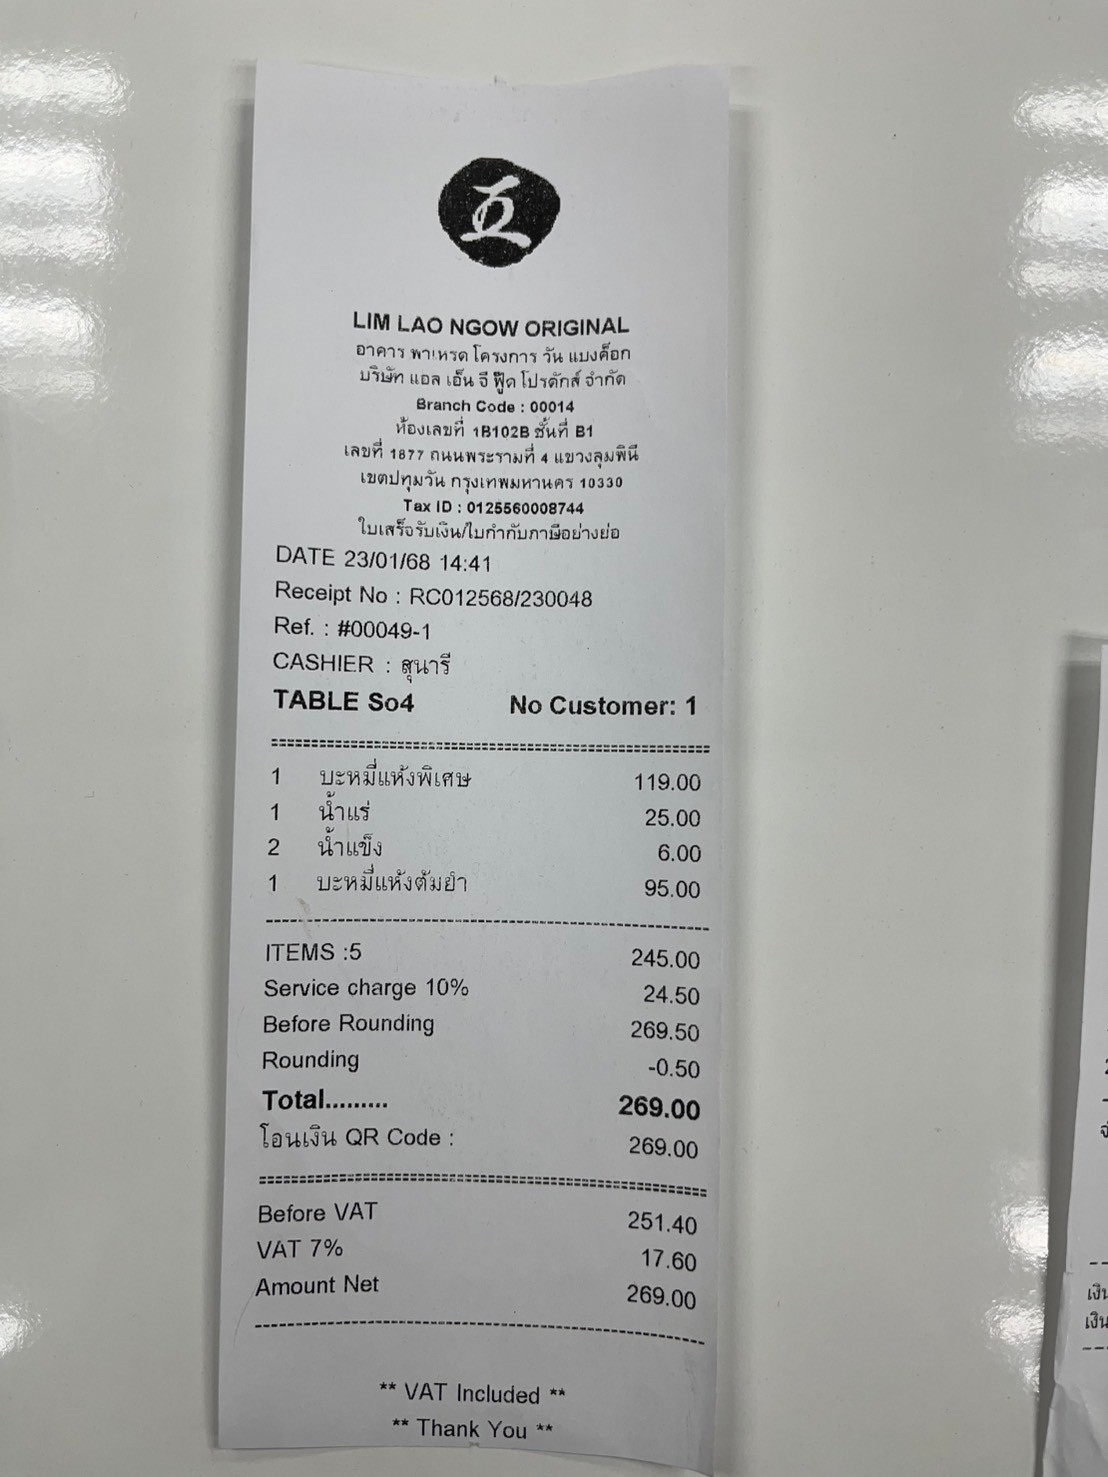 LIM LAO NGOW ORIGINAL
อาคาร พาเหรด โครงการ วัน แบงค็อก
บริษัท แอล เอ็น จี ฟู๊ด โปรดักส์ จำกัด
Branch Code : 00014
ห้องเลขที่ 1B102B ชั้นที่ B1
เลขที่ 1877 ถนนพระรามที่ 4 แขวงลุมพินี
เขตปทุมวัน กรุงเทพมหานคร 10330
Tax ID : 0125560008744
ใบเสร็จรับเงิน/ใบกำกับภาษีอย่างย่อ
DATE 23/01/68 14:41
Receipt No : RC012568/230048
Ref. : #00049-1
CASHIER : สุนารี
TABLE So4 No Customer: 1
1 บะหมี่แห้งพิเศษ 119.00
1 น้ำแร่ 25.00
2 น้ำแข็ง 6.00
1 บะหมี่แห้งต้มยำ 95.00
ITEMS :5 245.00
Service charge 10% 24.50
Before Rounding 269.50
Rounding -0.50
Total......... 269.00
โอนเงิน QR Code : 269.00
Before VAT 251.40
VAT 7% 17.60
Amount Net 269.00
** VAT Included **
** Thank You **